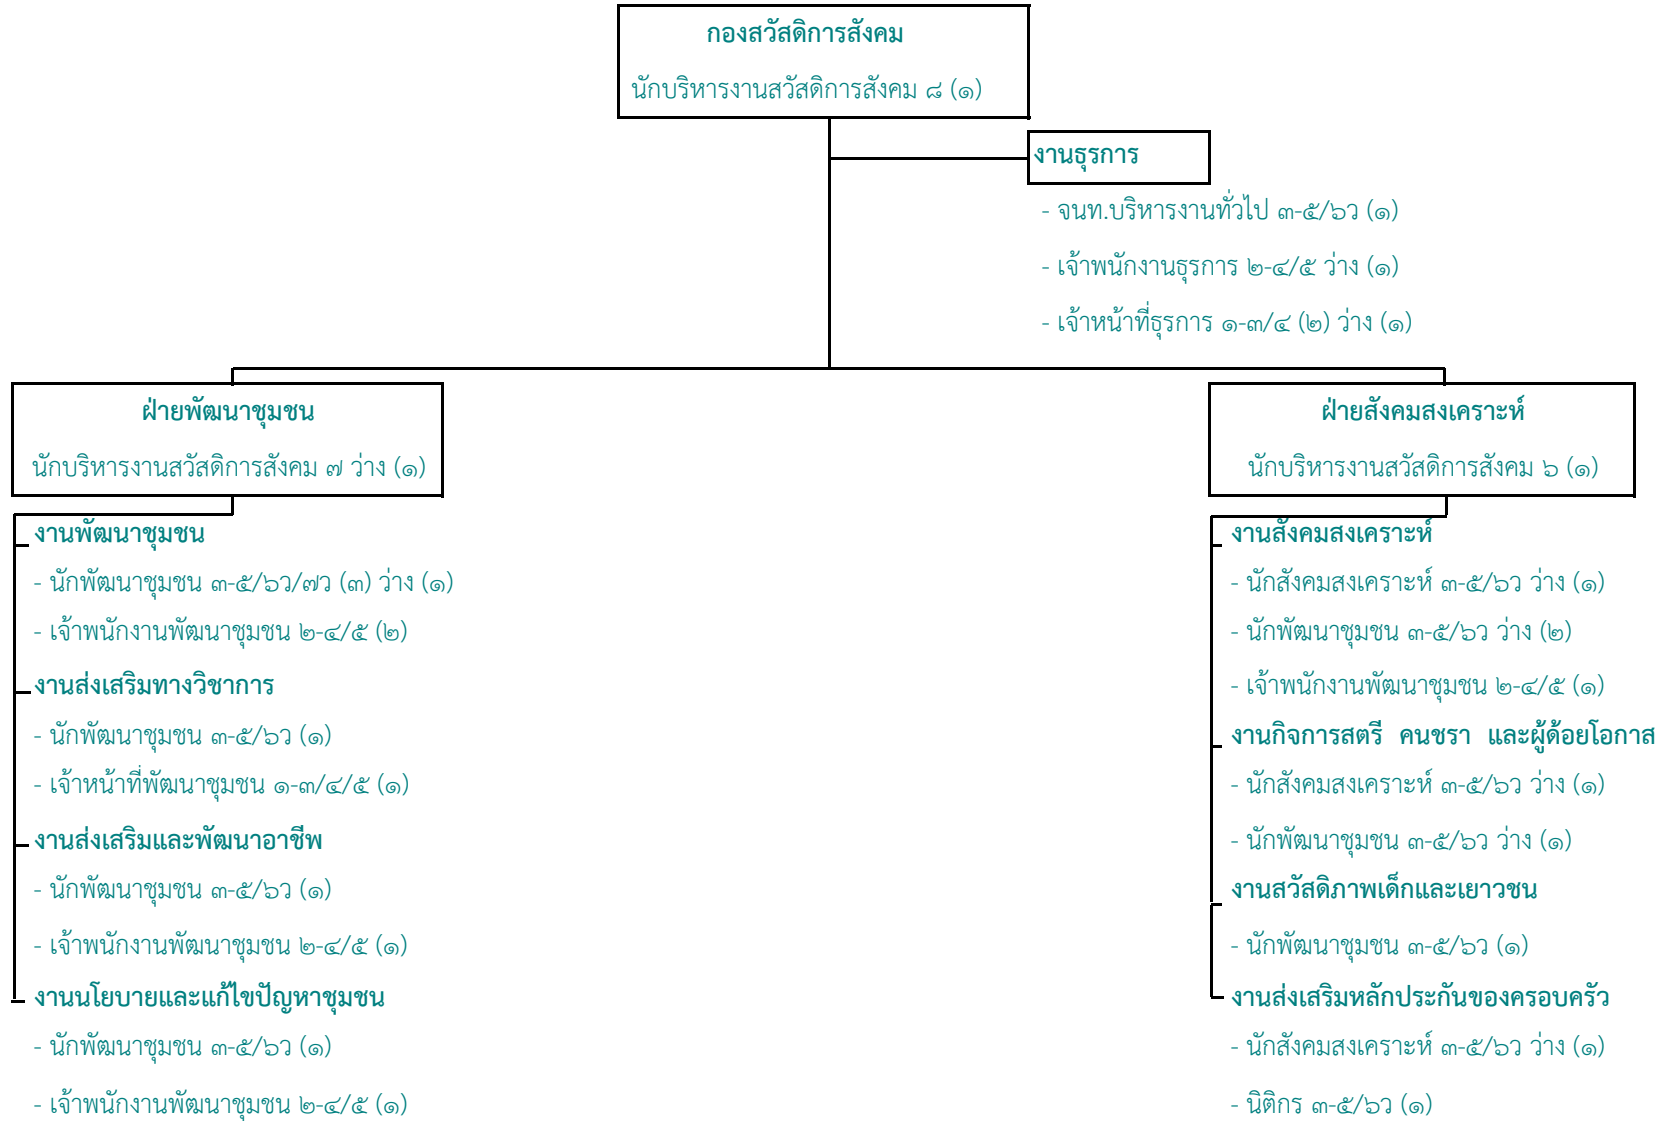 กองสวัสดิการสังคม
นักบริหารงานสวัสดิการสังคม ๘ (๑)
งานธุรการ
- จนท.บริหารงานทั่วไป ๓-๕/๖ว (๑)
- เจ้าพนักงานธุรการ ๒-๔/๕ ว่าง (๑)
- เจ้าหน้าที่ธุรการ ๑-๓/๔ (๒) ว่าง (๑)
ฝ่ายพัฒนาชุมชน
นักบริหารงานสวัสดิการสังคม ๗ ว่าง (๑)
งานพัฒนาชุมชน
- นักพัฒนาชุมชน ๓-๕/๖ว/๗ว (๓) ว่าง (๑)
- เจ้าพนักงานพัฒนาชุมชน ๒-๔/๕ (๒)
งานส่งเสริมทางวิชาการ
- นักพัฒนาชุมชน ๓-๕/๖ว (๑)
- เจ้าหน้าที่พัฒนาชุมชน ๑-๓/๔/๕ (๑)
งานส่งเสริมและพัฒนาอาชีพ
- นักพัฒนาชุมชน ๓-๕/๖ว (๑)
- เจ้าพนักงานพัฒนาชุมชน ๒-๔/๕ (๑)
งานนโยบายและแก้ไขปัญหาชุมชน
- นักพัฒนาชุมชน ๓-๕/๖ว (๑)
- เจ้าพนักงานพัฒนาชุมชน ๒-๔/๕ (๑)
ฝ่ายสังคมสงเคราะห์
นักบริหารงานสวัสดิการสังคม ๖ (๑)
งานสังคมสงเคราะห์
- นักสังคมสงเคราะห์ ๓-๕/๖ว ว่าง (๑)
- นักพัฒนาชุมชน ๓-๕/๖ว ว่าง (๒)
- เจ้าพนักงานพัฒนาชุมชน ๒-๔/๕ (๑)
งานกิจการสตรี คนชรา และผู้ด้อยโอกาส
- นักสังคมสงเคราะห์ ๓-๕/๖ว ว่าง (๑)
- นักพัฒนาชุมชน ๓-๕/๖ว ว่าง (๑)
งานสวัสดิภาพเด็กและเยาวชน
- นักพัฒนาชุมชน ๓-๕/๖ว (๑)
งานส่งเสริมหลักประกันของครอบครัว
- นักสังคมสงเคราะห์ ๓-๕/๖ว ว่าง (๑)
- นิติกร ๓-๕/๖ว (๑)